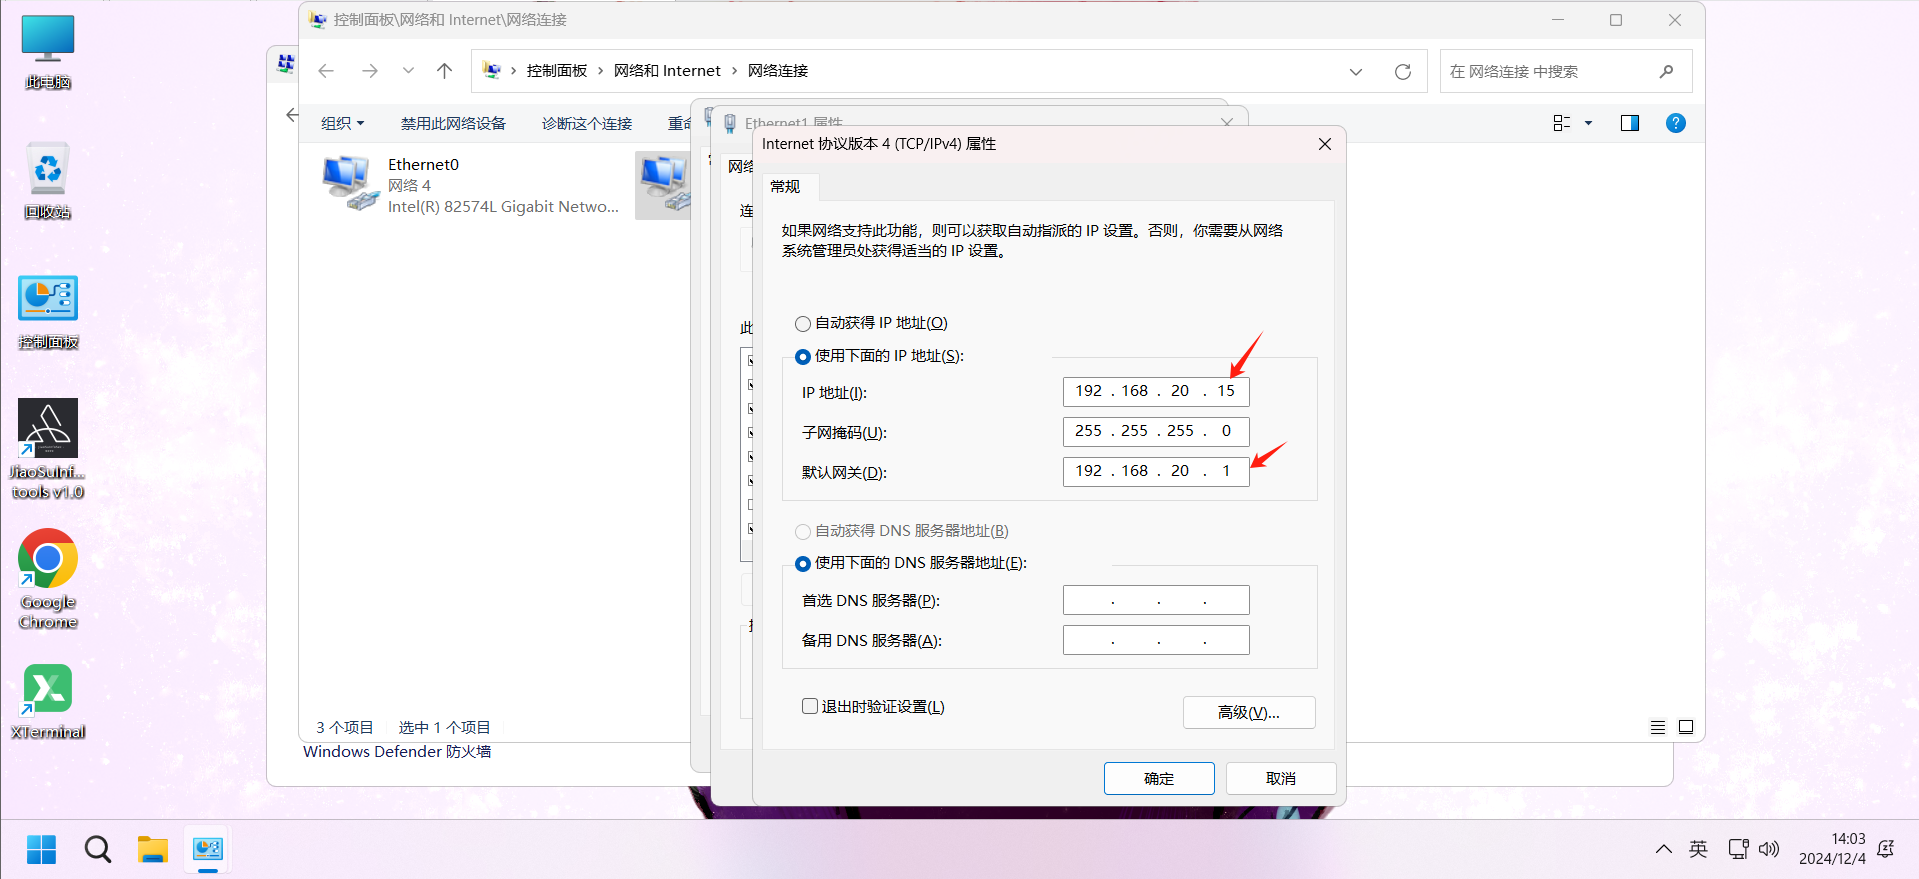 控制面板\网络和 Internet\网络连接
控制面板 › 网络和 Internet › 网络连接
在 网络连接 中搜索
组织
禁用此网络设备
诊断这个连接
重命
Ethernet0
网络 4
Intel(R) 82574L Gigabit Netwo...
3 个项目
选中 1 个项目
Windows Defender 防火墙
Ethernet1 属性
网络
连
此
Internet 协议版本 4 (TCP/IPv4) 属性
常规
如果网络支持此功能，则可以获取自动指派的 IP 设置。否则，你需要从网络
系统管理员处获得适当的 IP 设置。
自动获得 IP 地址(O)
使用下面的 IP 地址(S):
IP 地址(I):
192 . 168 . 20 . 15
子网掩码(U):
255 . 255 . 255 . 0
默认网关(D):
192 . 168 . 20 . 1
自动获得 DNS 服务器地址(B)
使用下面的 DNS 服务器地址(E):
首选 DNS 服务器(P):
. . .
备用 DNS 服务器(A):
. . .
退出时验证设置(L)
高级(V)...
确定
取消
此电脑
回收站
控制面板
JiaoSuInf...
tools v1.0
Google
Chrome
XTerminal
英
14:03
2024/12/4